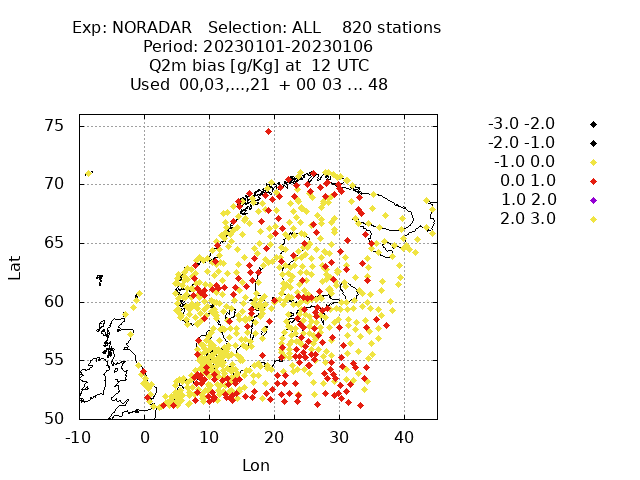 Exp: NORADAR Selection: ALL 820 stations
Period: 20230101-20230106
Q2m bias [g/Kg] at 12 UTC
Used 00,03,...,21 + 00 03 ... 48
-3.0 -2.0
-2.0 -1.0
-1.0 0.0
0.0 1.0
1.0 2.0
2.0 3.0
75
70
65
60
55
50
Lat
-10 0 10 20 30 40
Lon